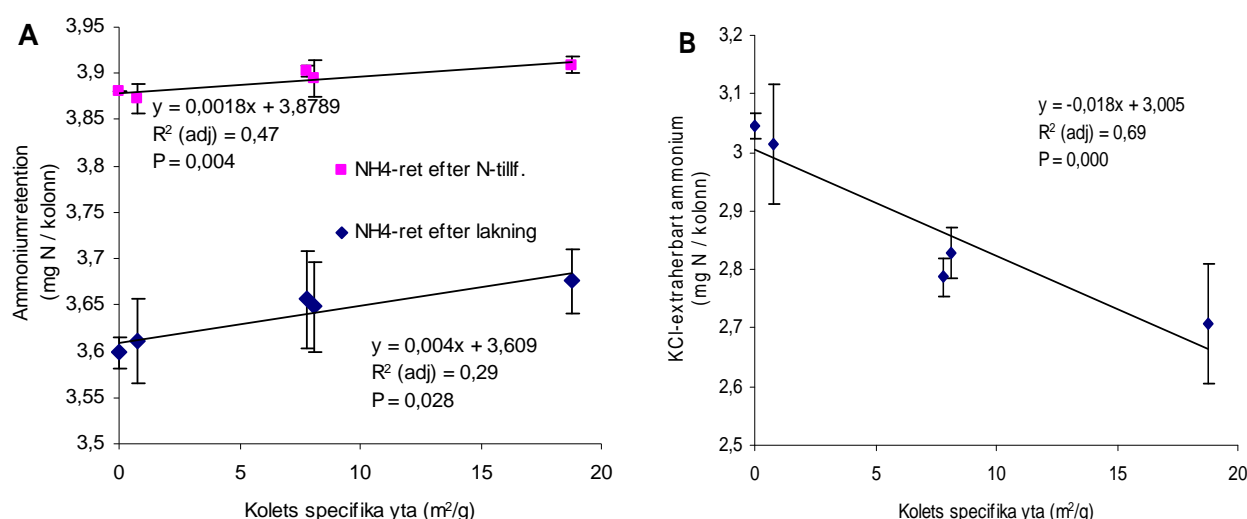 A
Ammoniumretention
(mg N / kolonn)
3,95
3,9
3,85
3,8
3,75
3,7
3,65
3,6
3,55
3,5
y = 0,0018x + 3,8789
R² (adj) = 0,47
P = 0,004
NH4-ret efter N-tillf.
NH4-ret efter lakning
y = 0,004x + 3,609
R² (adj) = 0,29
P = 0,028
0 5 10 15 20
Kolets specifika yta (m²/g)
B
KCl-extraherbart ammonium
(mg N / kolonn)
3,2
3,1
3
2,9
2,8
2,7
2,6
2,5
y = -0,018x + 3,005
R² (adj) = 0,69
P = 0,000
0 5 10 15 20
Kolets specifika yta (m²/g)